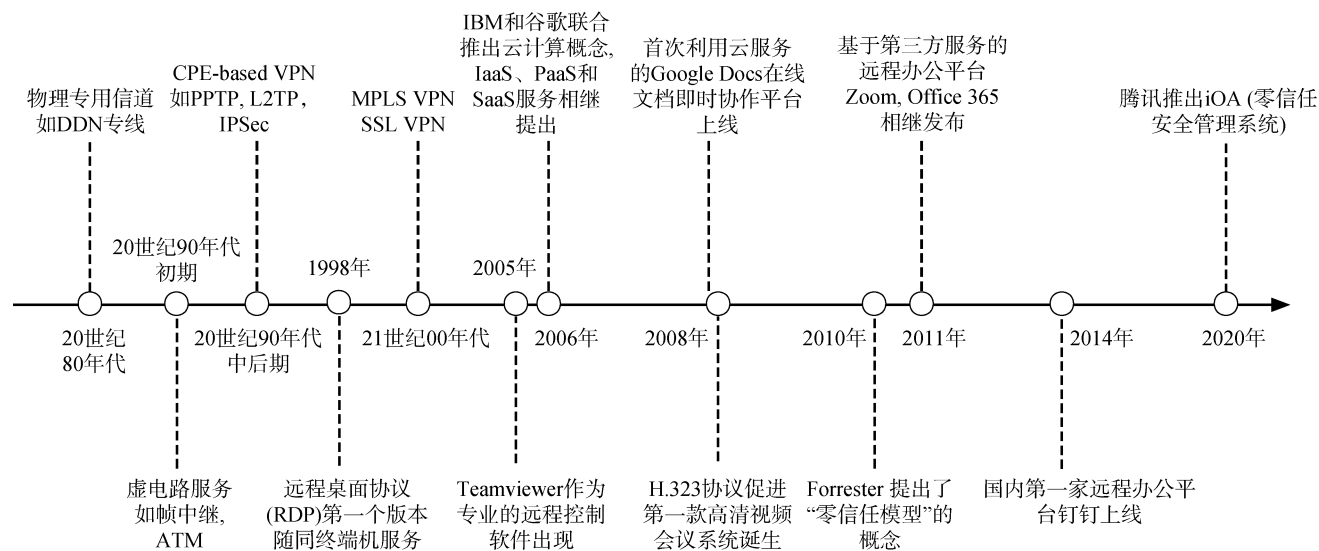 物理专用信道
如DDN专线
CPE-based VPN
如PPTP, L2TP,
IPSec
MPLS VPN
SSL VPN
IBM和谷歌联合
推出云计算概念,
IaaS、PaaS和
SaaS服务相继
提出
首次利用云服务
的Google Docs在线
文档即时协作平台
上线
基于第三方服务的
远程办公平台
Zoom, Office 365
相继发布
腾讯推出iOA (零信任
安全管理系统)
20世纪90年代
初期
1998年
2005年
20世纪
80年代
20世纪90年代
中后期
21世纪00年代
2006年
2008年
2010年
2011年
2014年
2020年
虚电路服务
如帧中继,
ATM
远程桌面协议
(RDP)第一个版本
随同终端机服务
Teamviewer作为
专业的远程控制
软件出现
H.323协议促进
第一款高清视频
会议系统诞生
Forrester 提出了
“零信任模型”的
概念
国内第一家远程办公平
台钉钉上线